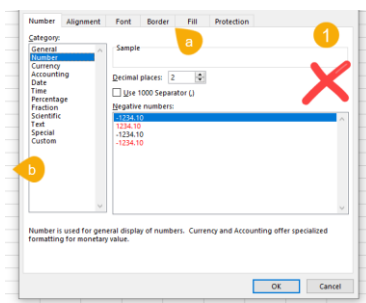 Number Alignment Font Border Fill Protection
a
1
Category:
General
Number
Currency
Accounting
Date
Time
Percentage
Fraction
Scientific
Text
Special
Custom
b
Sample
Decimal places: 2
Use 1000 Separator (,)
Negative numbers:
-1234.10
1234.10
-1234.10
-1234.10
Number is used for general display of numbers. Currency and Accounting offer specialized
formatting for monetary value.
OK Cancel